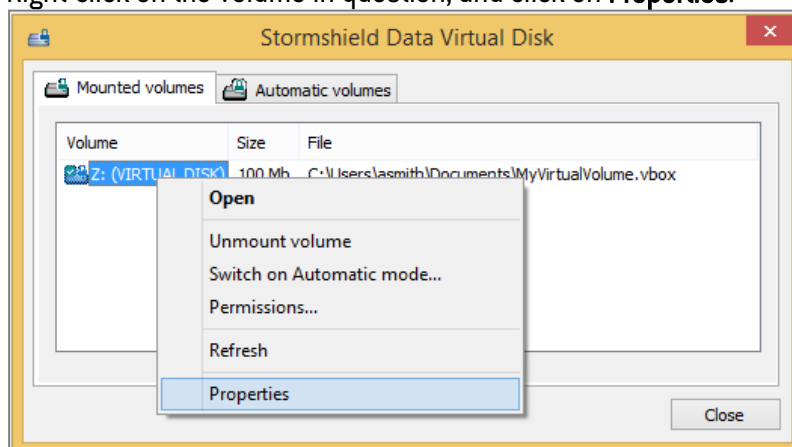 Right-click on the volume in question, and click on Properties.
Stormshield Data Virtual Disk
Mounted volumes Automatic volumes
Volume Size File
Z: (VIRTUAL DISK) 100 Mb C:\Users\asmith\Documents\MyVirtualVolume.vbox
Open
Unmount volume
Switch on Automatic mode...
Permissions...
Refresh
Properties
Close